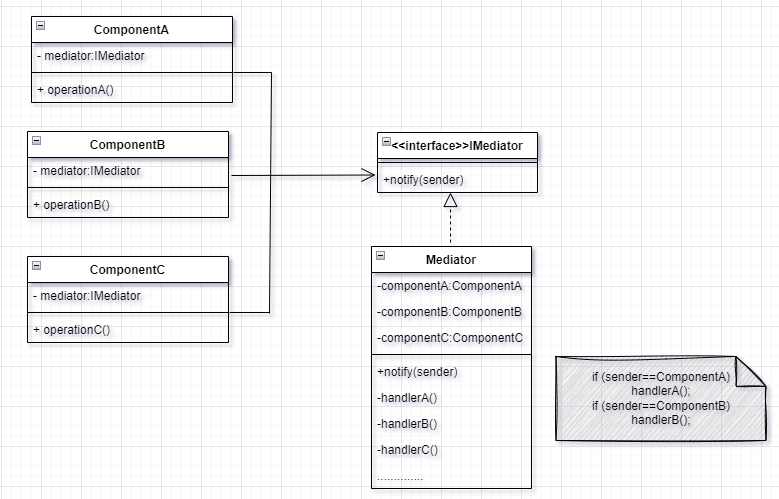 ComponentA
- mediator:IMediator
+ operationA()
ComponentB
- mediator:IMediator
+ operationB()
ComponentC
- mediator:IMediator
+ operationC()
<<interface>>IMediator
+notify(sender)
Mediator
-componentA:ComponentA
-componentB:ComponentB
-componentC:ComponentC
+notify(sender)
-handlerA()
-handlerB()
-handlerC()
..............
if (sender==ComponentA)
handlerA();
if (sender==ComponentB)
handlerB();